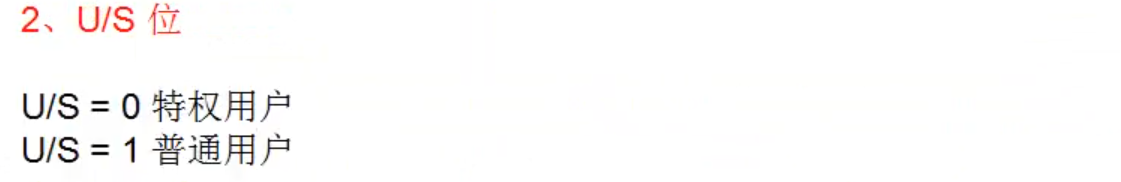 2、U/S 位
U/S = 0 特权用户
U/S = 1 普通用户